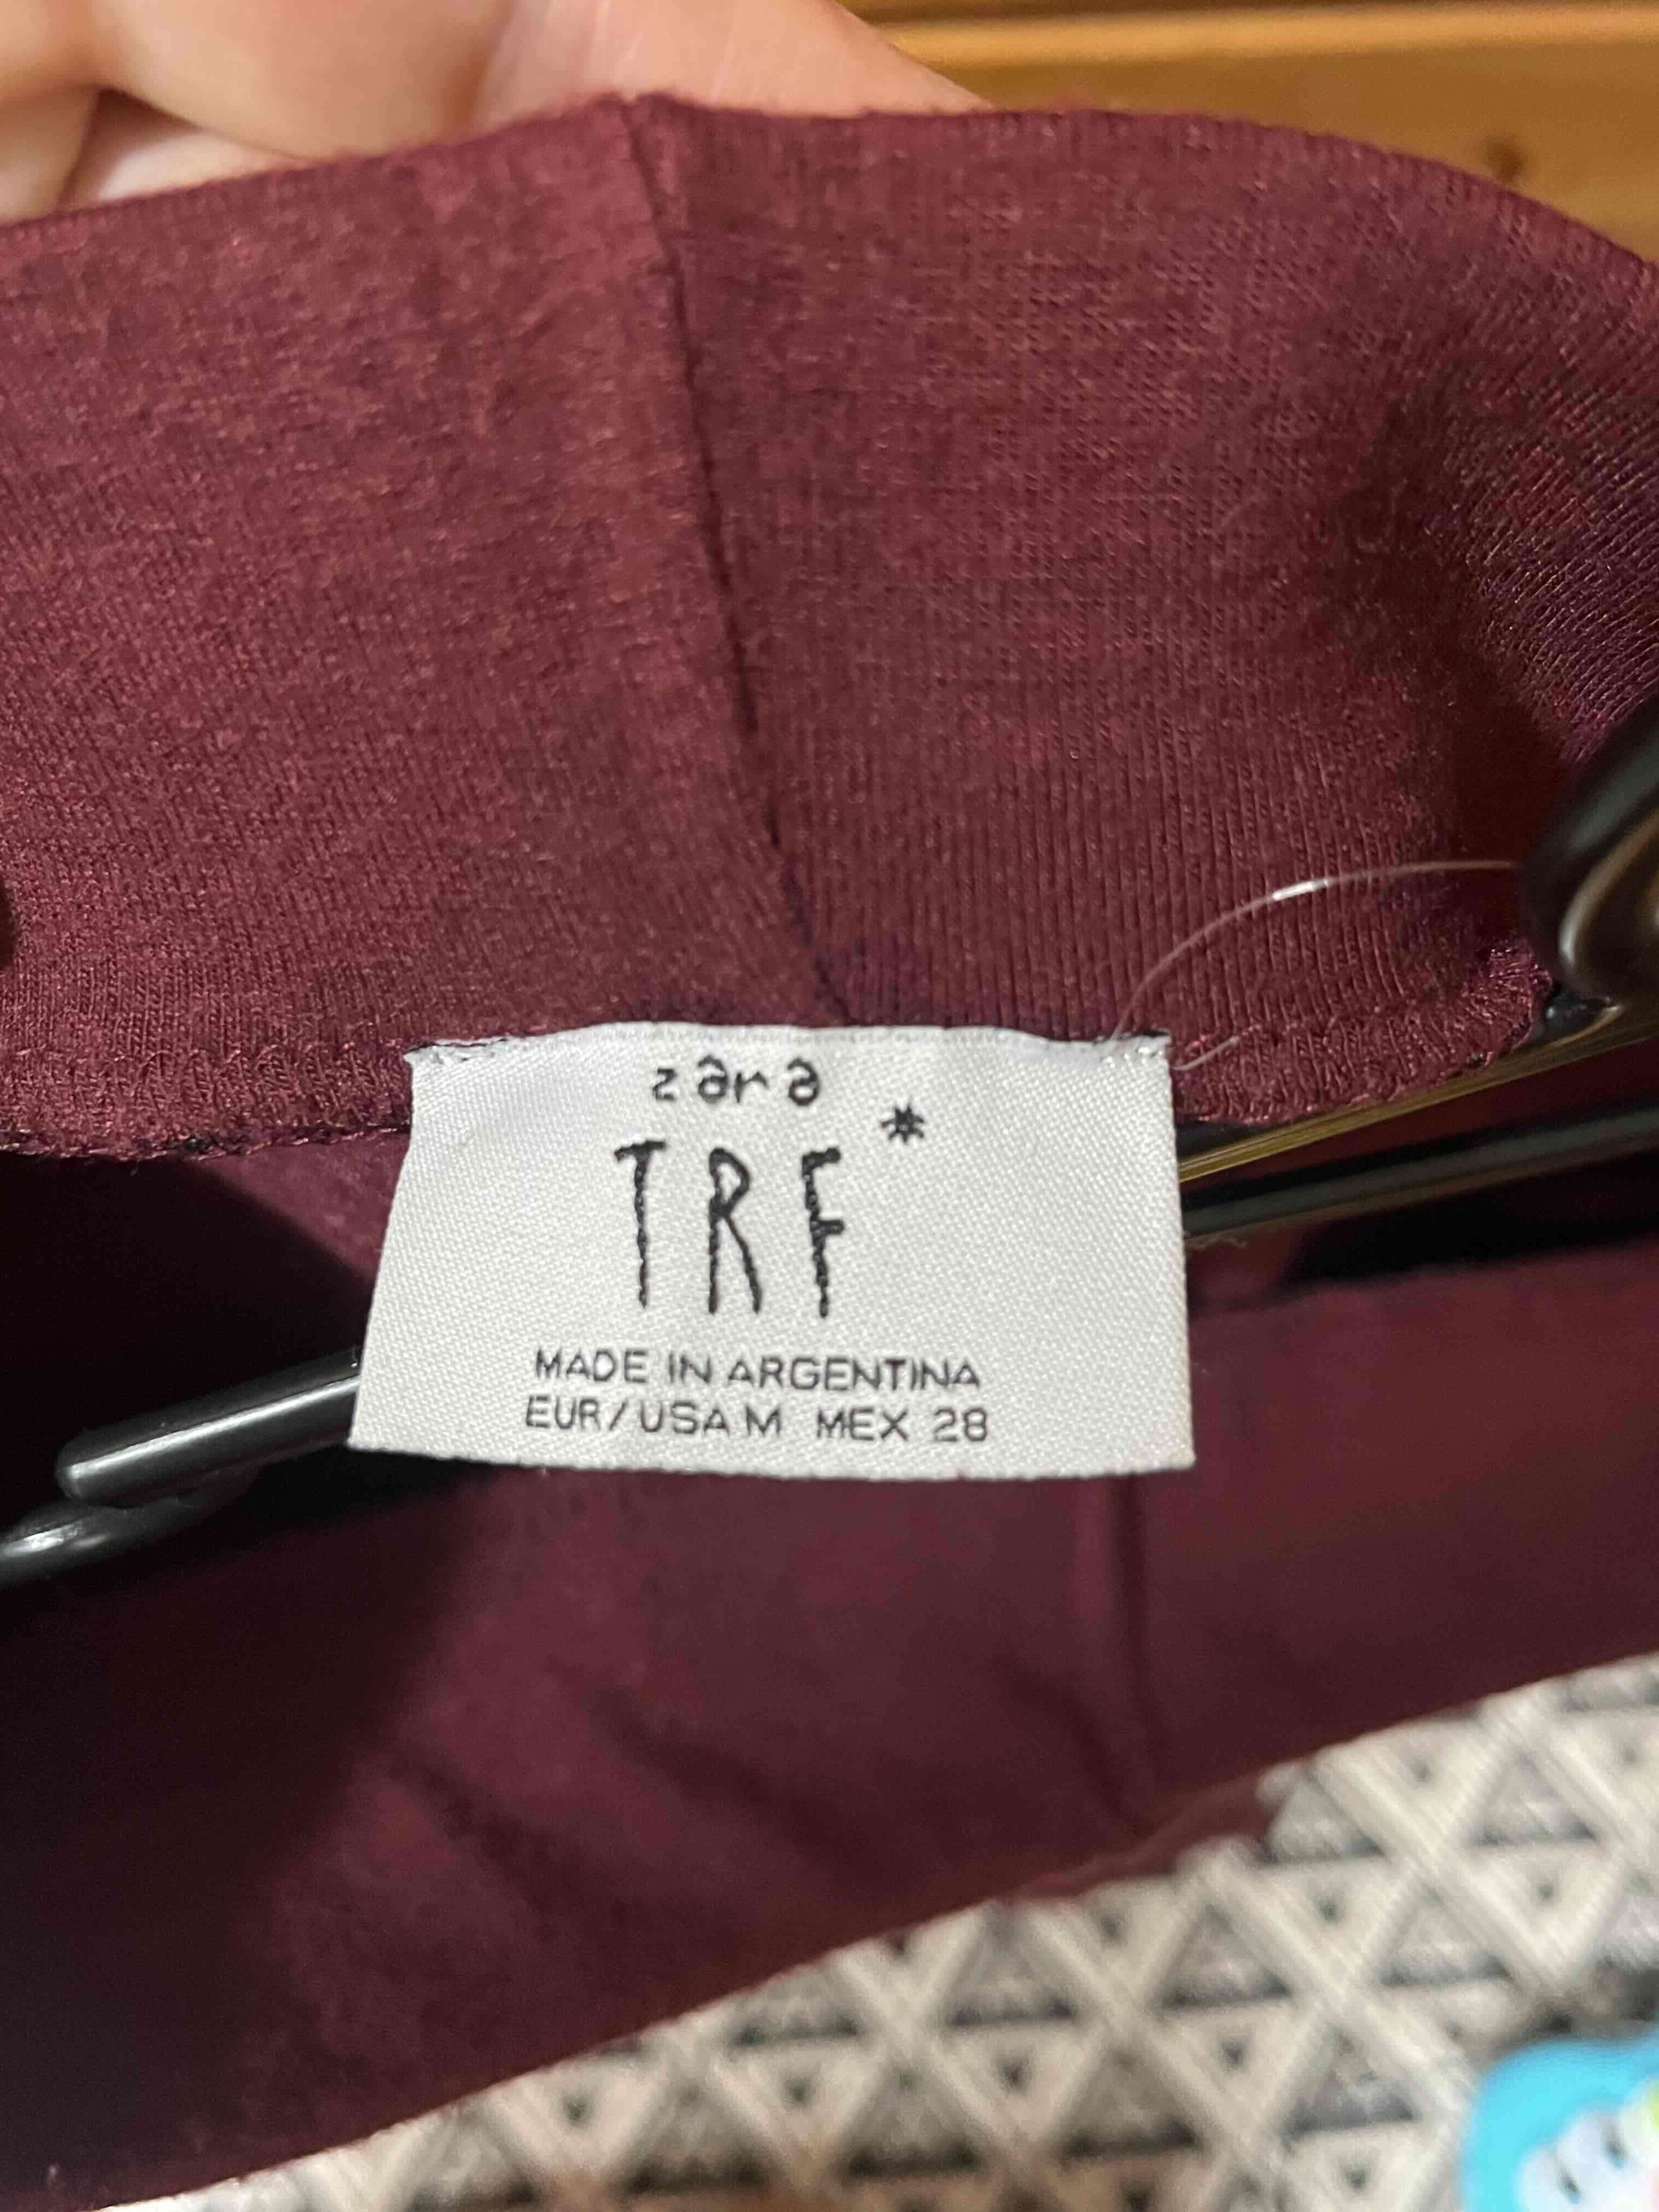 zara
TRF*
MADE IN ARGENTINA
EUR/USA M MEX 28